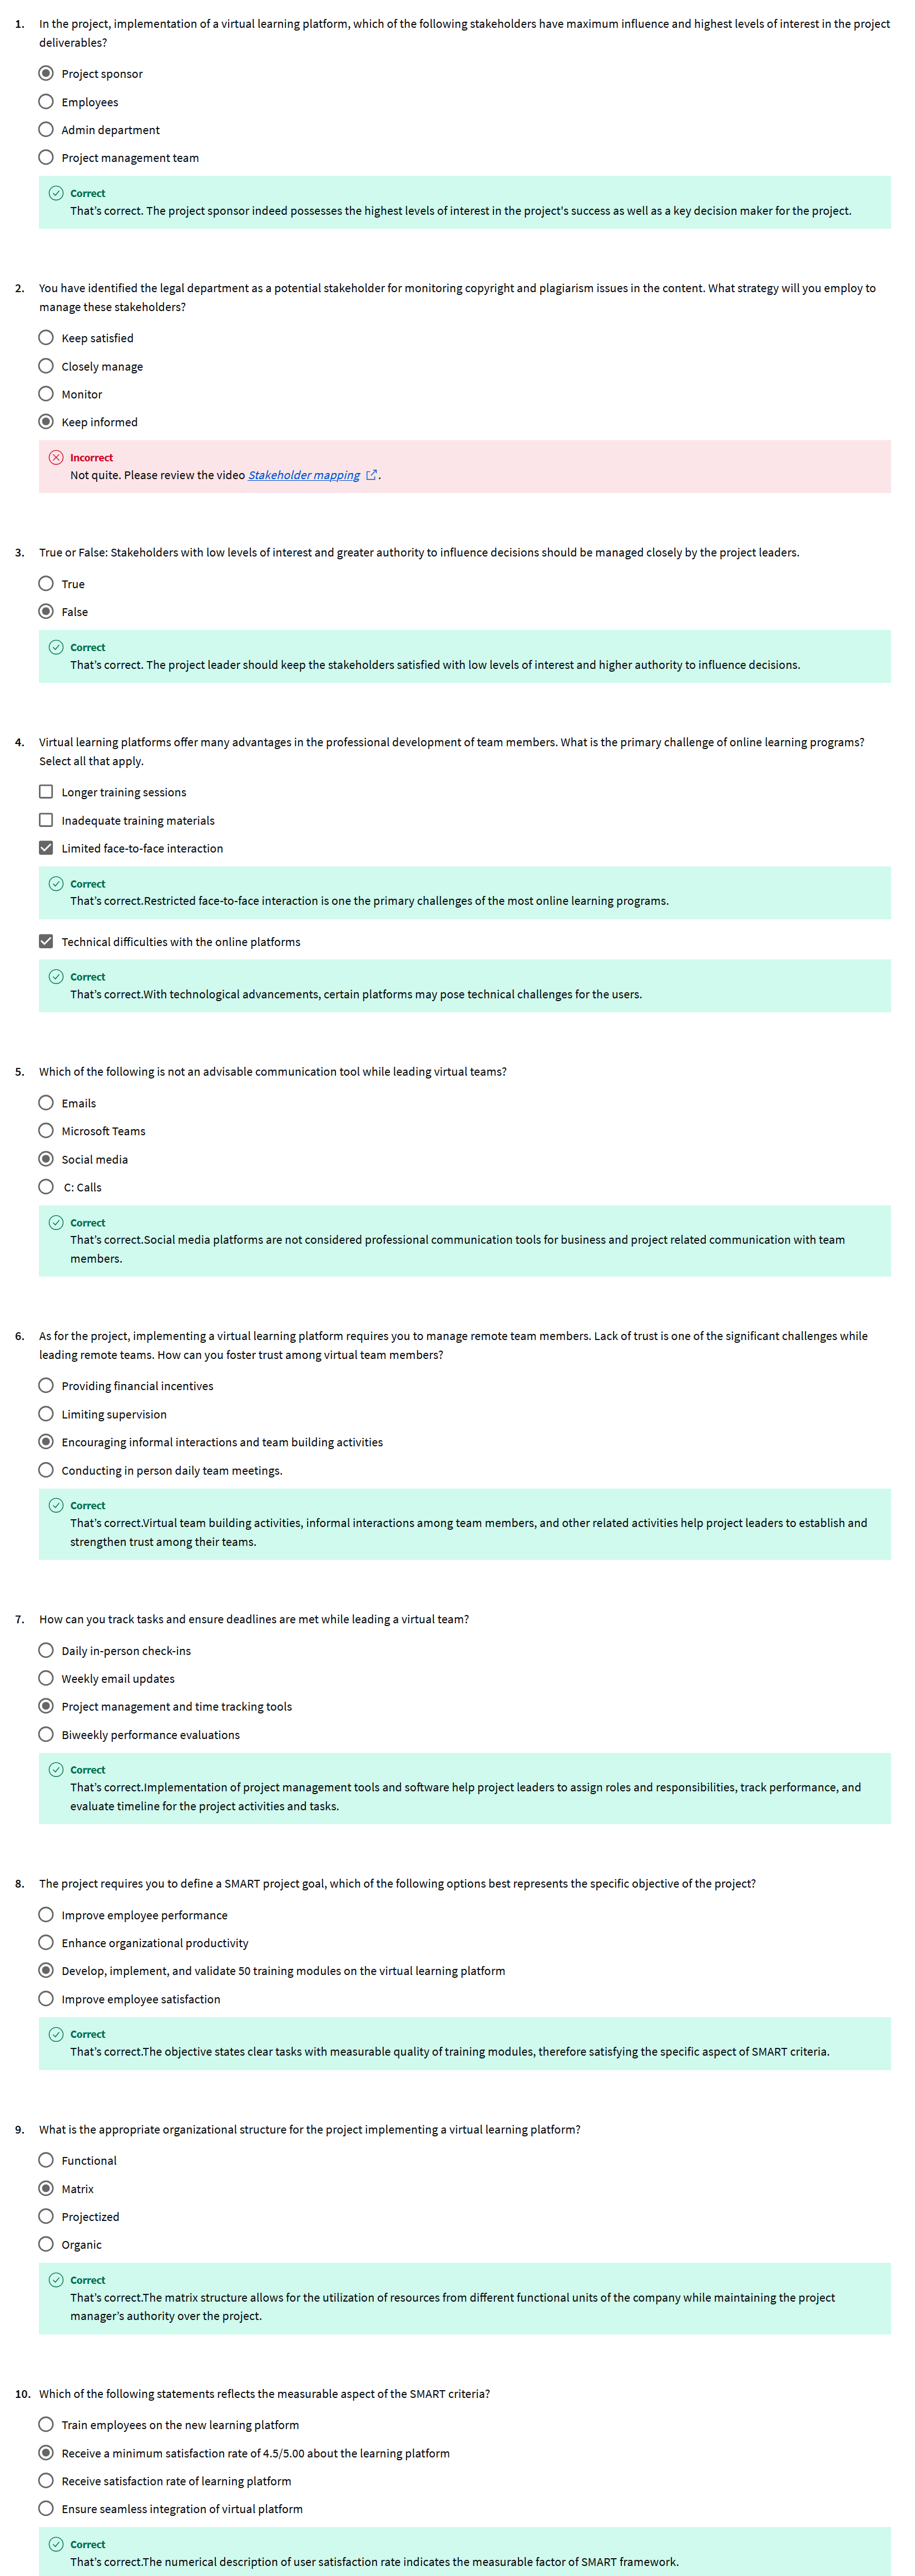 1. In the project, implementation of a virtual learning platform, which of the following stakeholders have maximum influence and highest levels of interest in the project
deliverables?
Project sponsor
Employees
Admin department
Project management team
Correct
That's correct. The project sponsor indeed possesses the highest levels of interest in the project's success as well as a key decision maker for the project.
2. You have identified the legal department as a potential stakeholder for monitoring copyright and plagiarism issues in the content. What strategy will you employ to
manage these stakeholders?
Keep satisfied
Closely manage
Monitor
Keep informed
Incorrect
Not quite. Please review the video Stakeholder mapping .
3. True or False: Stakeholders with low levels of interest and greater authority to influence decisions should be managed closely by the project leaders.
True
False
Correct
That's correct. The project leader should keep the stakeholders satisfied with low levels of interest and higher authority to influence decisions.
4. Virtual learning platforms offer many advantages in the professional development of team members. What is the primary challenge of online learning programs?
Select all that apply.
Longer training sessions
Inadequate training materials
Limited face-to-face interaction
Correct
That's correct.Restricted face-to-face interaction is one the primary challenges of the most online learning programs.
Technical difficulties with the online platforms
Correct
That's correct.With technological advancements, certain platforms may pose technical challenges for the users.
5. Which of the following is not an advisable communication tool while leading virtual teams?
Emails
Microsoft Teams
Social media
C: Calls
Correct
That's correct.Social media platforms are not considered professional communication tools for business and project related communication with team
members.
6. As for the project, implementing a virtual learning platform requires you to manage remote team members. Lack of trust is one of the significant challenges while
leading remote teams. How can you foster trust among virtual team members?
Providing financial incentives
Limiting supervision
Encouraging informal interactions and team building activities
Conducting in person daily team meetings.
Correct
That's correct.Virtual team building activities, informal interactions among team members, and other related activities help project leaders to establish and
strengthen trust among their teams.
7. How can you track tasks and ensure deadlines are met while leading a virtual team?
Daily in-person check-ins
Weekly email updates
Project management and time tracking tools
Biweekly performance evaluations
Correct
That's correct.Implementation of project management tools and software help project leaders to assign roles and responsibilities, track performance, and
evaluate timeline for the project activities and tasks.
8. The project requires you to define a SMART project goal, which of the following options best represents the specific objective of the project?
Improve employee performance
Enhance organizational productivity
Develop, implement, and validate 50 training modules on the virtual learning platform
Improve employee satisfaction
Correct
That's correct.The objective states clear tasks with measurable quality of training modules, therefore satisfying the specific aspect of SMART criteria.
9. What is the appropriate organizational structure for the project implementing a virtual learning platform?
Functional
Matrix
Projectized
Organic
Correct
That's correct.The matrix structure allows for the utilization of resources from different functional units of the company while maintaining the project
manager's authority over the project.
10. Which of the following statements reflects the measurable aspect of the SMART criteria?
Train employees on the new learning platform
Receive a minimum satisfaction rate of 4.5/5.00 about the learning platform
Receive satisfaction rate of learning platform
Ensure seamless integration of virtual platform
Correct
That's correct.The numerical description of user satisfaction rate indicates the measurable factor of SMART framework.